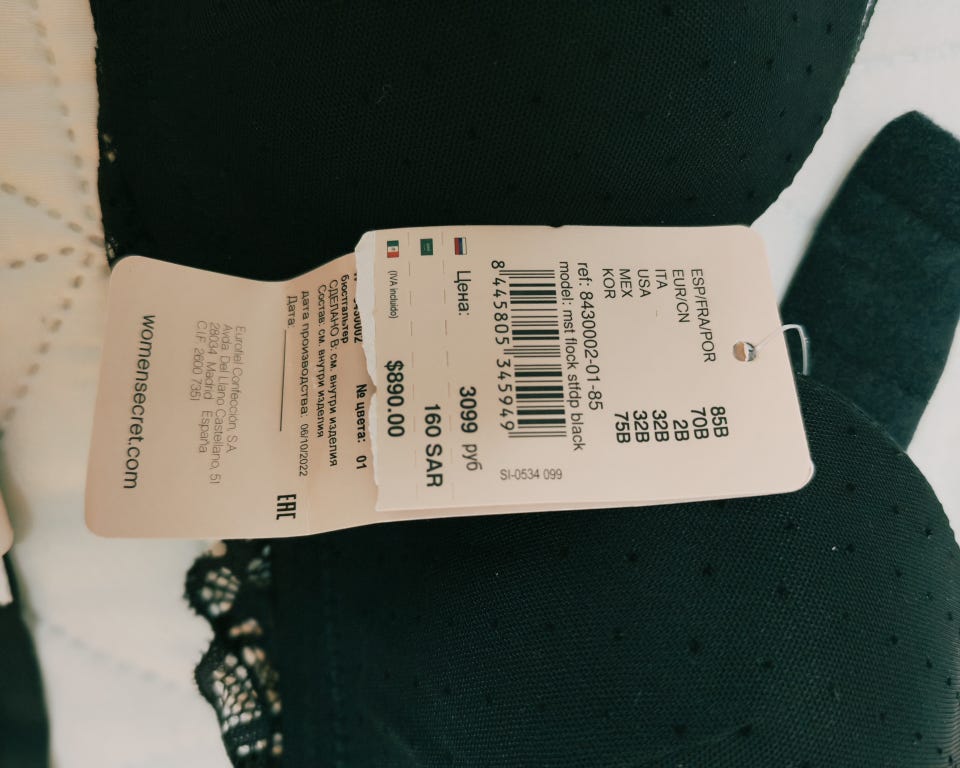 ESP/FRA/POR 85B
EUR/CN 70B
ITA 2B
USA 32B
MEX 32B
KOR 75B
ref: 8430002-01-85
model: mst flock stfdp black
SI-0534 099
8 445805 345949
Цена: 3099 руб
160 SAR
(IVA incluido) $890.00
№ цвета: 01
бюстгальтер
СДЕЛАНО В: см. внутри изделия
Состав: см. внутри изделия
дата производства: 06/10/2022
Дата:
EAC
Eurofiel Confección, S.A
Avda Del Llano Castellano, 51
28034 Madrid España
C.I.F. 2600 7351
womensecret.com